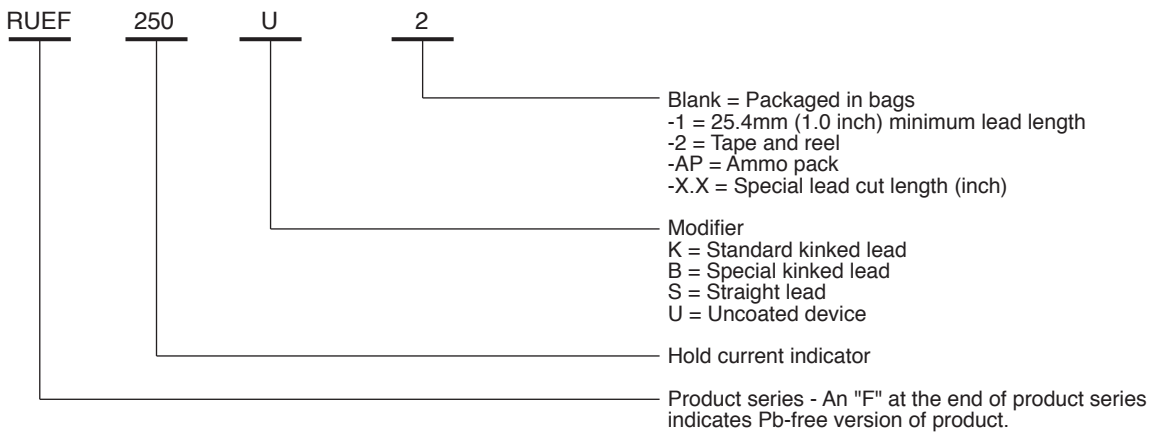 RUEF 250 U 2
Blank = Packaged in bags
-1 = 25.4mm (1.0 inch) minimum lead length
-2 = Tape and reel
-AP = Ammo pack
-X.X = Special lead cut length (inch)
Modifier
K = Standard kinked lead
B = Special kinked lead
S = Straight lead
U = Uncoated device
Hold current indicator
Product series - An "F" at the end of product series
indicates Pb-free version of product.